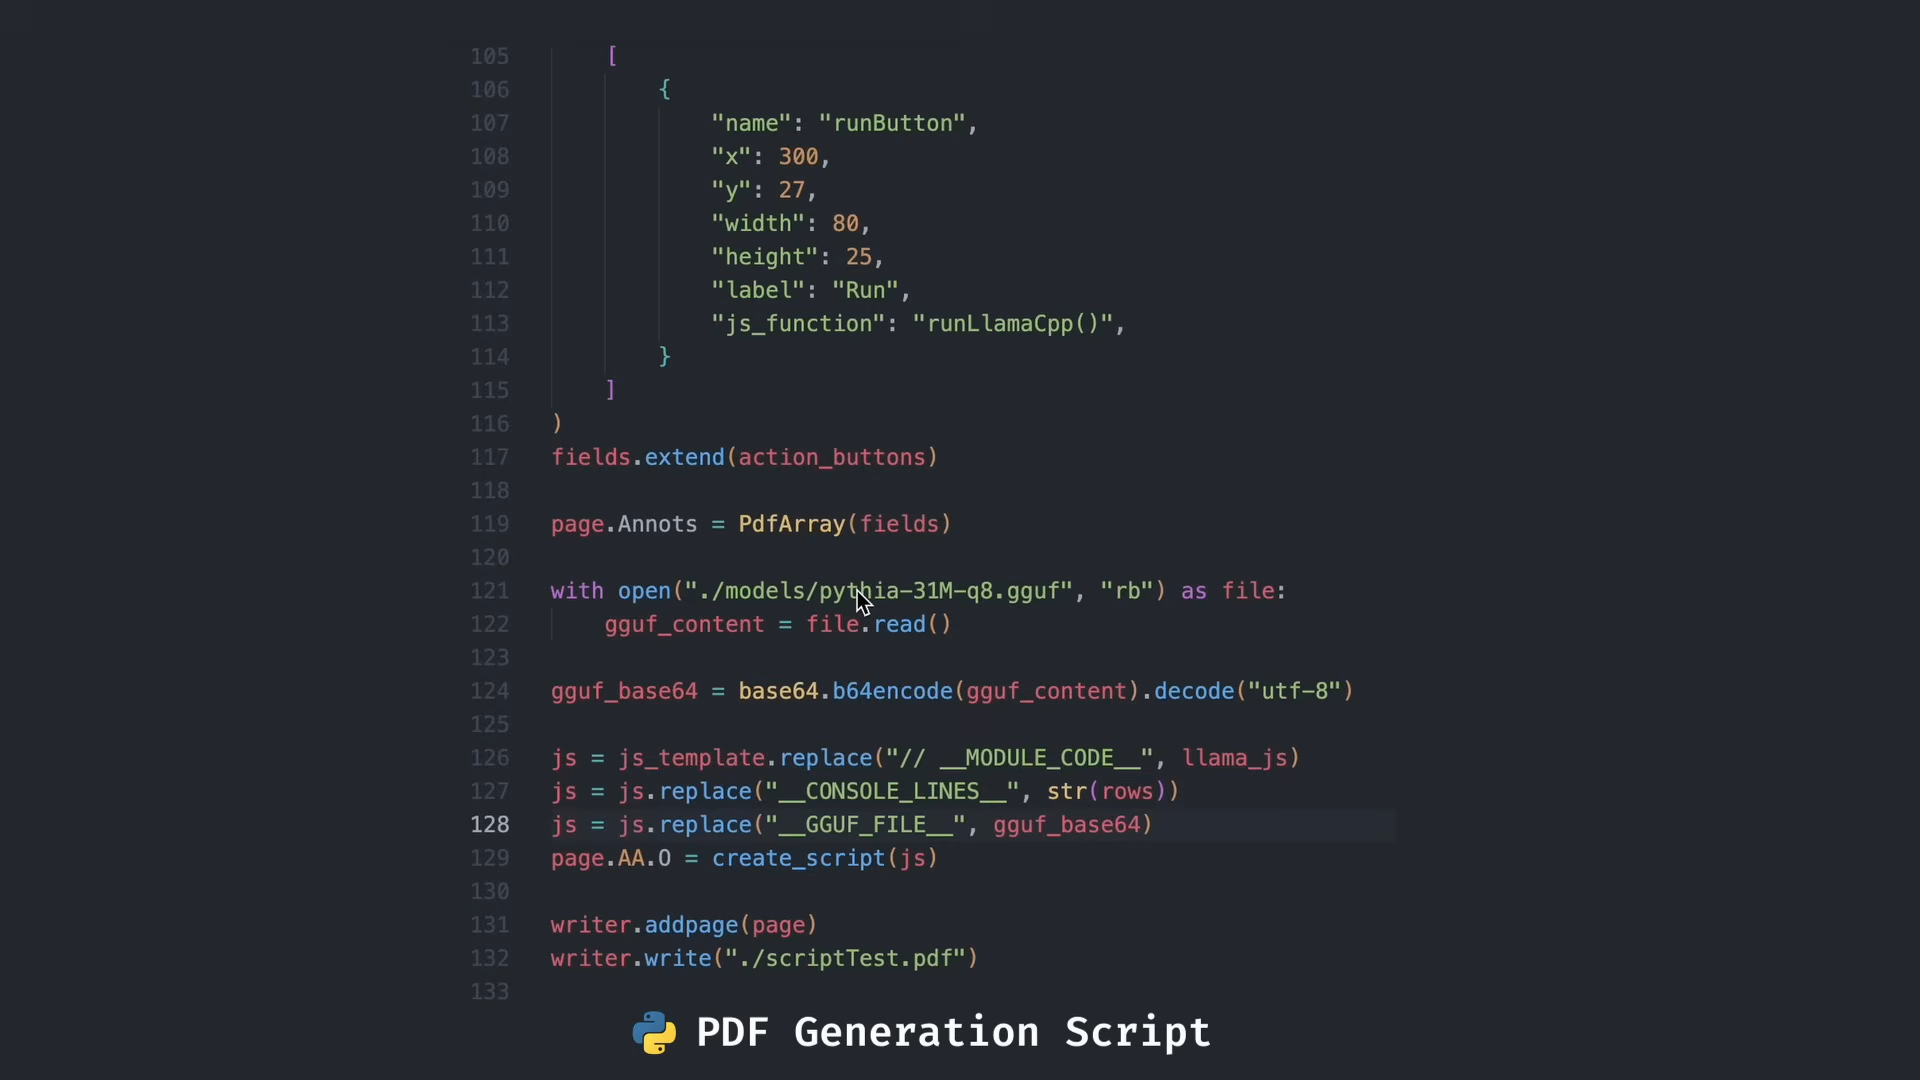 105 [
106 {
107 "name": "runButton",
108 "x": 300,
109 "y": 27,
110 "width": 80,
111 "height": 25,
112 "label": "Run",
113 "js_function": "runLlamaCpp()",
114 }
115 ]
116 )
117 fields.extend(action_buttons)
118
119 page.Annots = PdfArray(fields)
120
121 with open("./models/pythia-31M-q8.gguf", "rb") as file:
122 gguf_content = file.read()
123
124 gguf_base64 = base64.b64encode(gguf_content).decode("utf-8")
125
126 js = js_template.replace("// __MODULE_CODE__", llama_js)
127 js = js.replace("__CONSOLE_LINES__", str(rows))
128 js = js.replace("__GGUF_FILE__", gguf_base64)
129 page.AA.O = create_script(js)
130
131 writer.addpage(page)
132 writer.write("./scriptTest.pdf")
133
PDF Generation Script